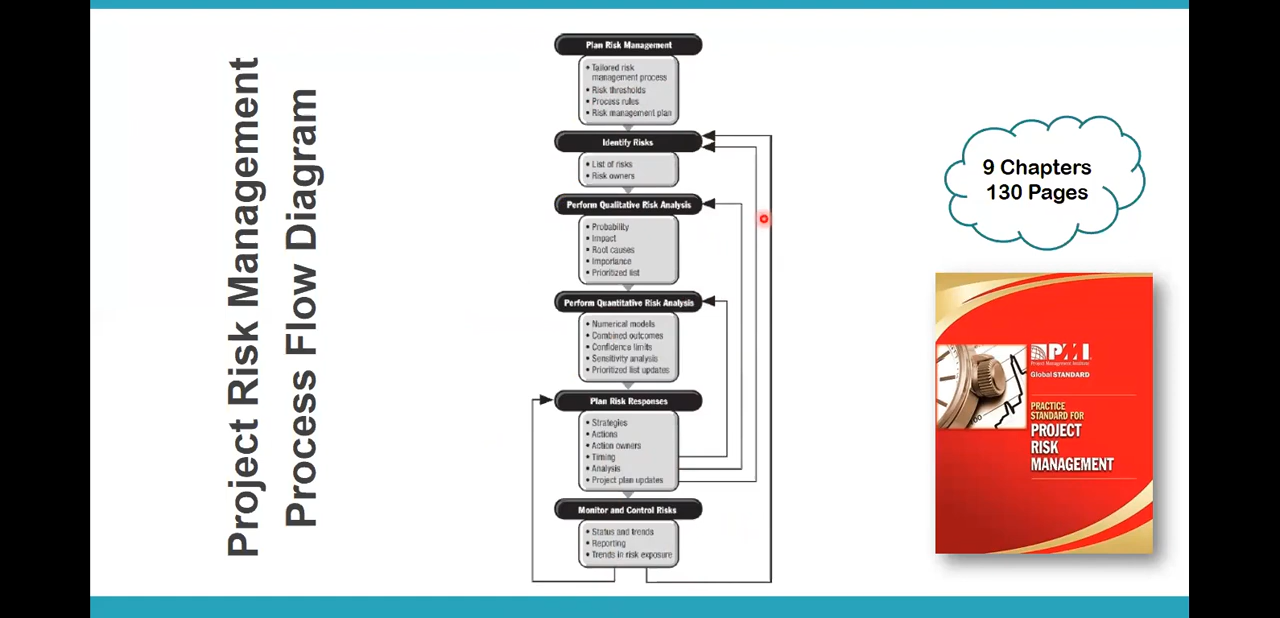 Project Risk Management
Process Flow Diagram
Plan Risk Management
• Tailored risk
management process
• Risk thresholds
• Process rules
• Risk management plan
Identify Risks
• List of risks
• Risk owners
Perform Qualitative Risk Analysis
• Probability
• Impact
• Root causes
• Importance
• Prioritized list
Perform Quantitative Risk Analysis
• Numerical models
• Combined outcomes
• Confidence limits
• Sensitivity analysis
• Prioritized list updates
Plan Risk Responses
• Strategies
• Actions
• Action owners
• Timing
• Analysis
• Project plan updates
Monitor and Control Risks
• Status and trends
• Reporting
• Trends in risk exposure
9 Chapters
130 Pages
PMI
Project Management Institute
Global STANDARD
PRACTICE
STANDARD FOR
PROJECT
RISK
MANAGEMENT